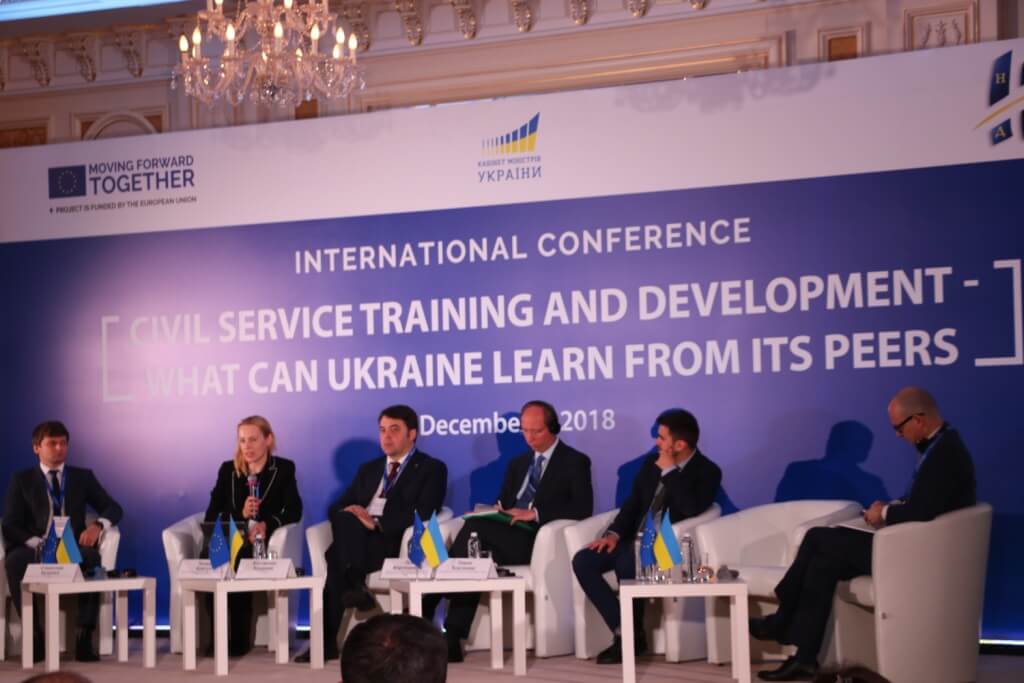 MOVING FORWARD
TOGETHER
PROJECT IS FUNDED BY THE EUROPEAN UNION
КАБІНЕТ МІНІСТРІВ
УКРАЇНИ
Н
А
INTERNATIONAL CONFERENCE
[ CIVIL SERVICE TRAINING AND DEVELOPMENT -
WHAT CAN UKRAINE LEARN FROM ITS PEERS ]
December 2018